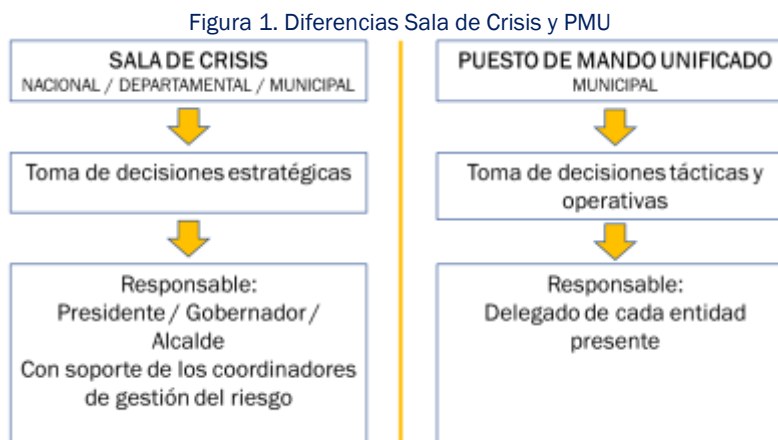 Figura 1. Diferencias Sala de Crisis y PMU
SALA DE CRISIS
NACIONAL / DEPARTAMENTAL / MUNICIPAL
Toma de decisiones estratégicas
Responsable:
Presidente / Gobernador /
Alcalde
Con soporte de los coordinadores
de gestión del riesgo
PUESTO DE MANDO UNIFICADO
MUNICIPAL
Toma de decisiones tácticas y
operativas
Responsable:
Delegado de cada entidad
presente